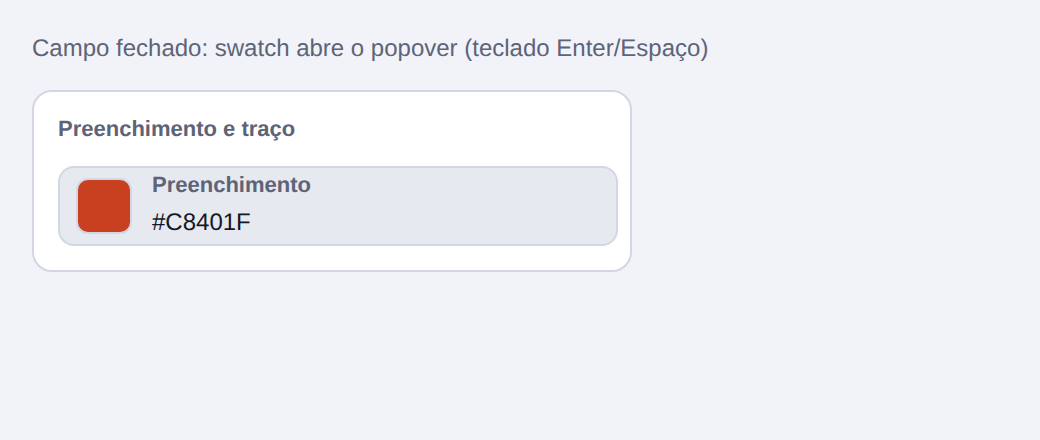 Campo fechado: swatch abre o popover (teclado Enter/Espaço)
Preenchimento e traço
Preenchimento
#C8401F